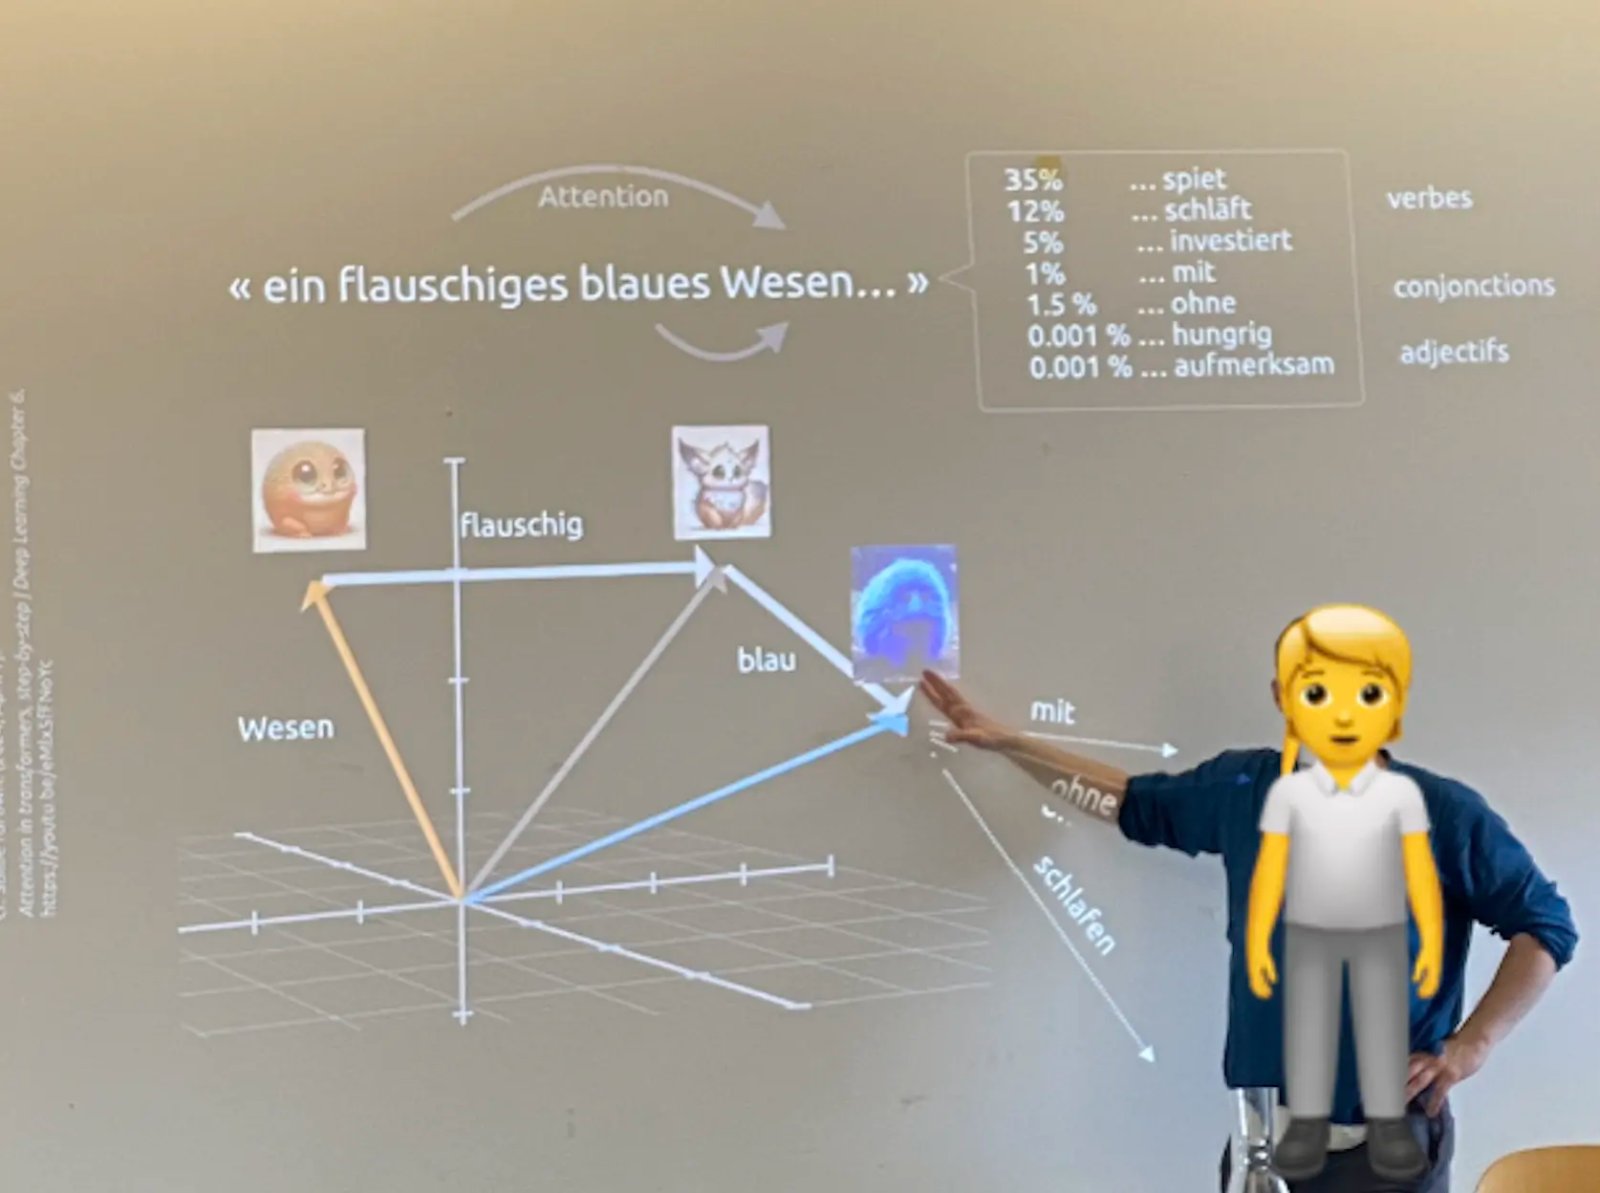 Attention
« ein flauschiges blaues Wesen... »
35% ... spiet
12% ... schläft
5% ... investiert
1% ... mit
1.5 % ... ohne
0.001 % ... hungrig
0.001 % ... aufmerksam
verbes
conjonctions
adjectifs
flauschig
blau
Wesen
mit
ohne
...
schlafen
Attention in transformers, step-by-step | Deep Learning Chapter 6,